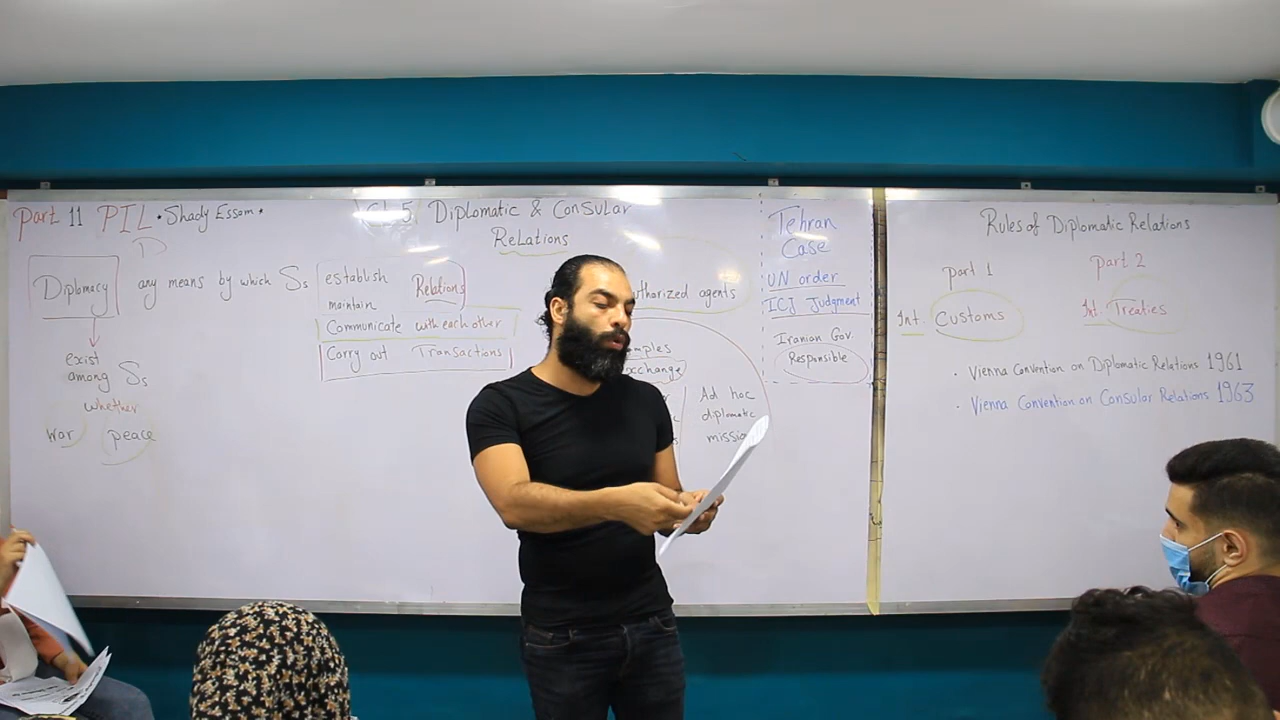 Part 11 PIL • Shady Essam •
Ch 5 Diplomatic & Consular
Relations
D
Diplomacy any means by which Ss
establish
maintain
Relations
Communicate with each other
Carry out Transactions
exist
among Ss
whether
War peace
authorized agents
exchange
Ad hoc
diplomatic
mission
Tehran
Case
UN order
ICJ Judgment
Iranian Gov.
Responsible
Rules of Diplomatic Relations
part 1
Int. Customs
part 2
Int. Treaties
• Vienna Convention on Diplomatic Relations 1961
• Vienna Convention on Consular Relations 1963